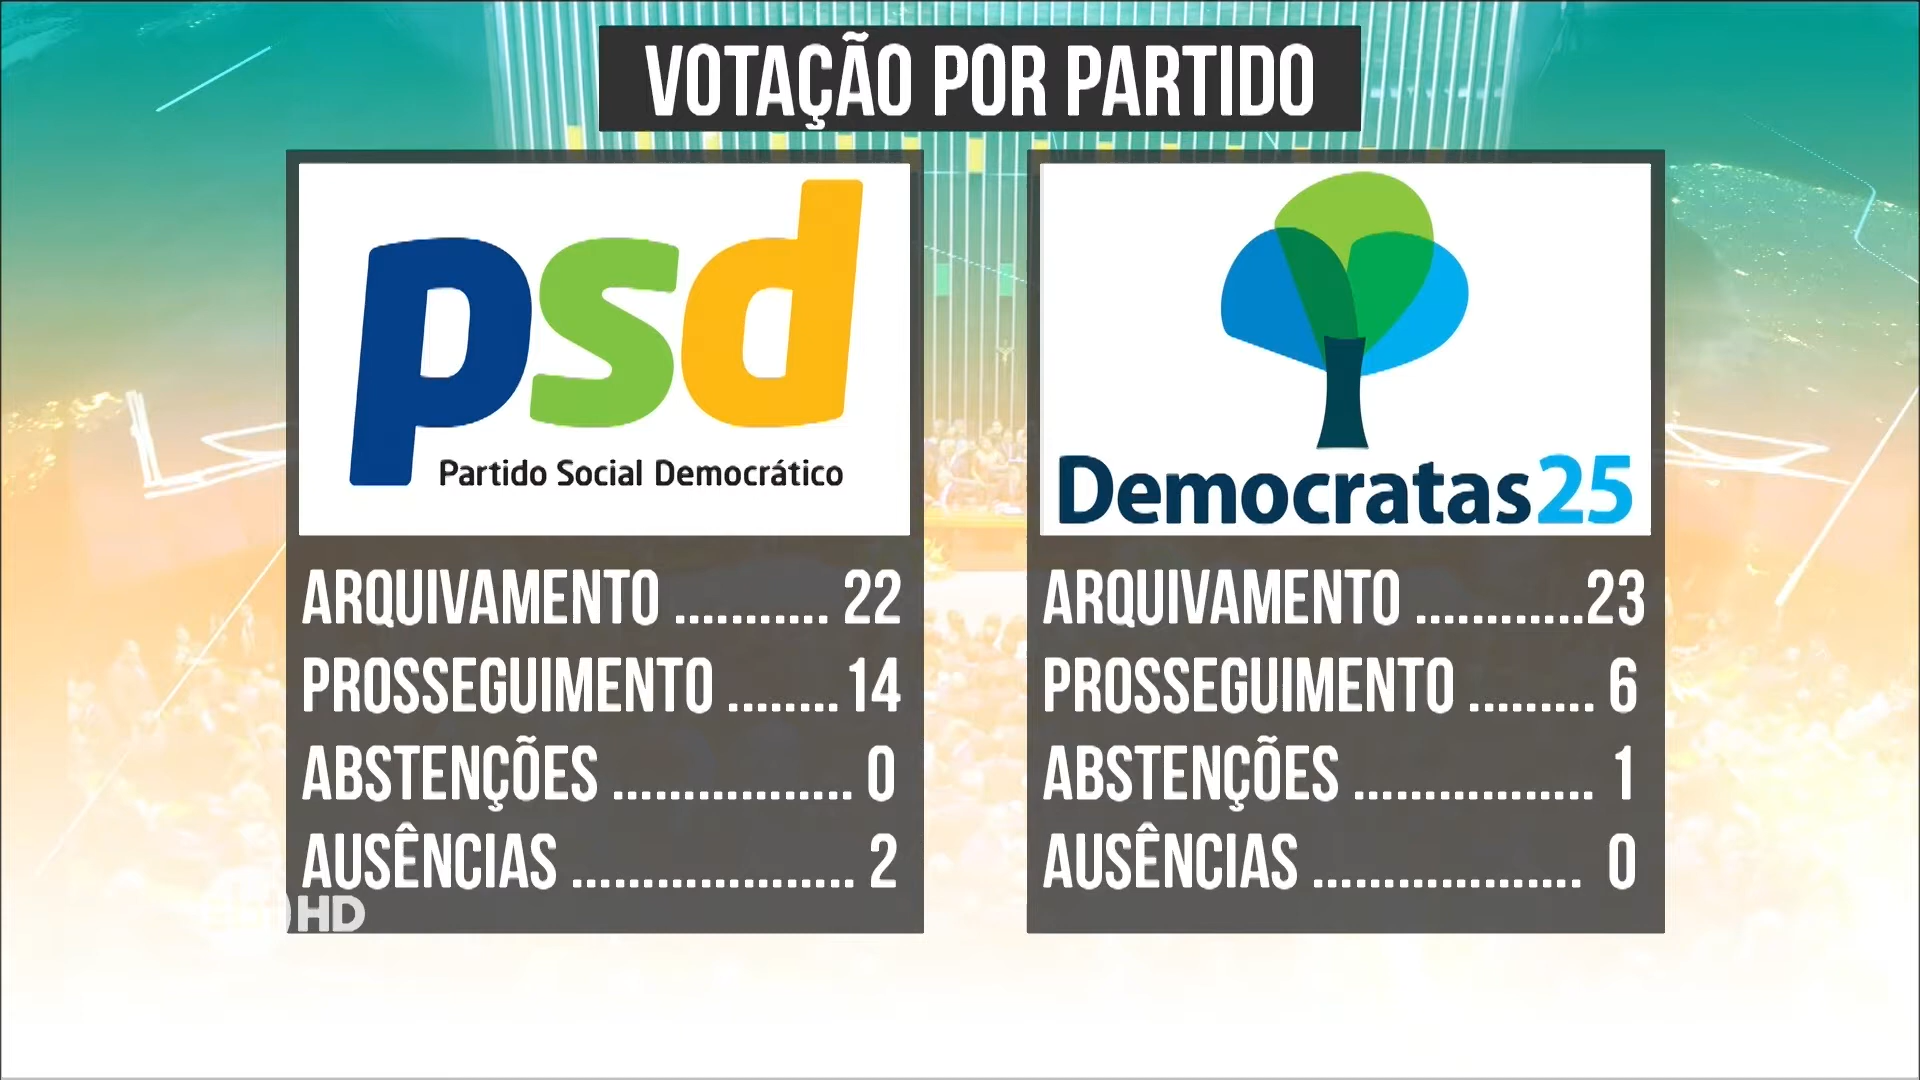 VOTAÇÃO POR PARTIDO
psd
Partido Social Democrático
ARQUIVAMENTO ........... 22
PROSSEGUIMENTO ........ 14
ABSTENÇÕES ................. 0
AUSÊNCIAS .................... 2
HD
Democratas25
ARQUIVAMENTO ............23
PROSSEGUIMENTO ......... 6
ABSTENÇÕES ................. 1
AUSÊNCIAS ................... 0